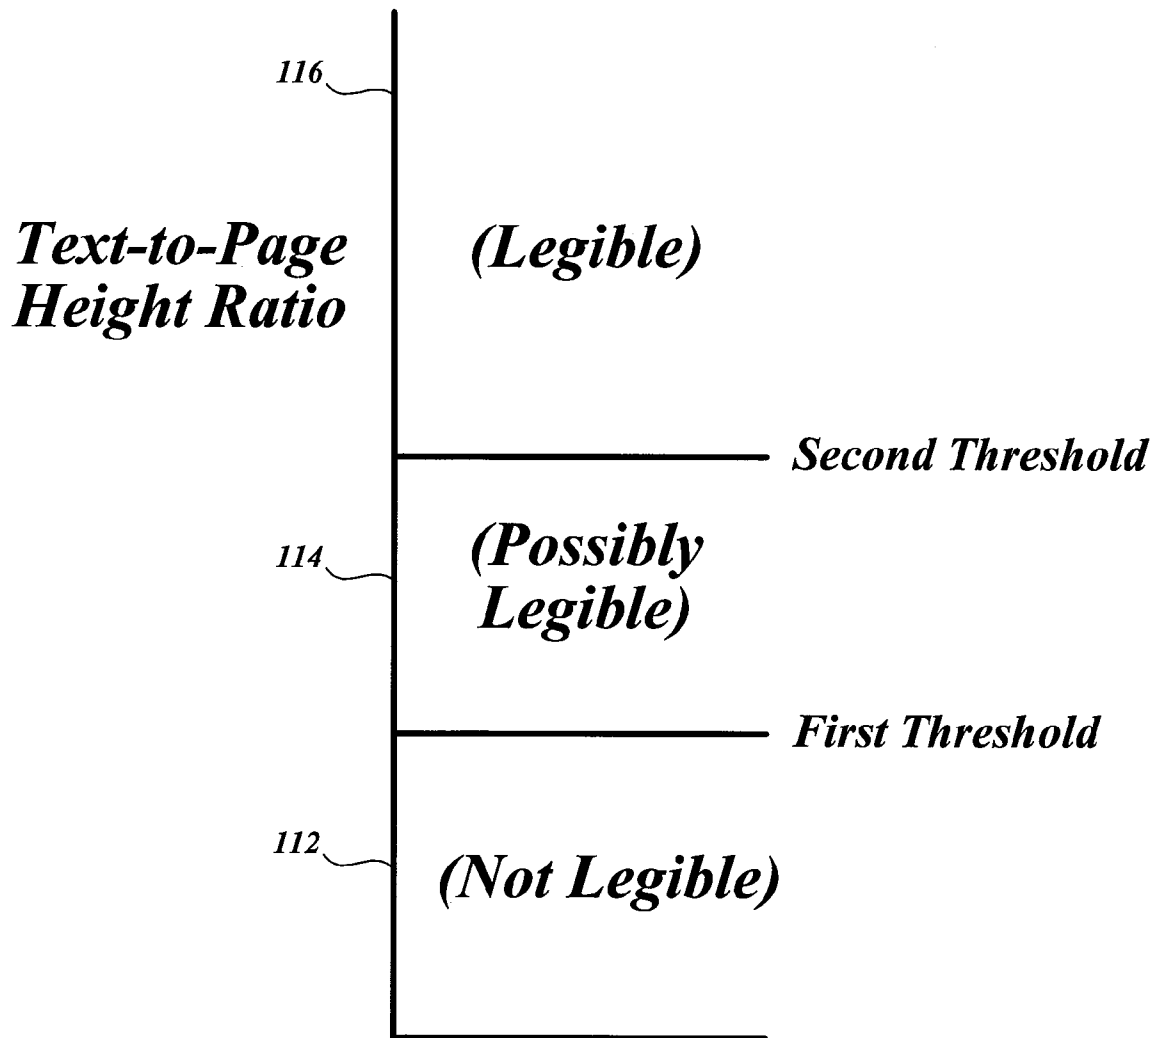 116
Text-to-Page
Height Ratio
(Legible)
Second Threshold
(Possibly
Legible)
114
First Threshold
112
(Not Legible)